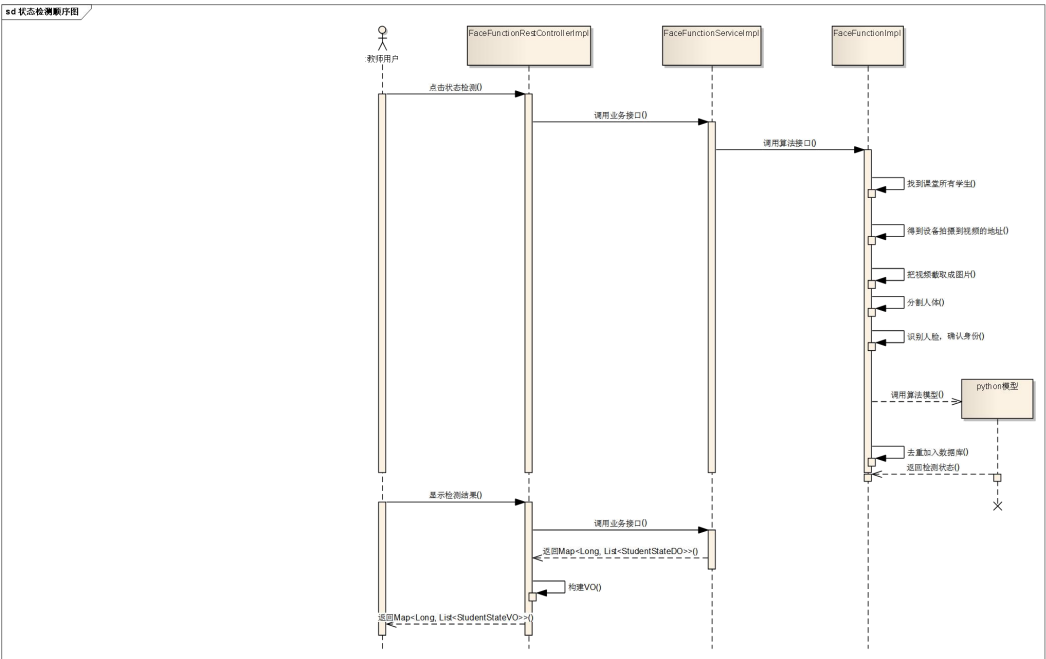 sd 状态检测顺序图
教师用户
FaceFunctionRestControllerImpl
FaceFunctionServiceImpl
FaceFunctionImpl
点击状态检测()
调用业务接口()
调用算法接口()
找到课堂所有学生()
得到设备拍摄到视频的地址()
把视频截取成图片()
分割人体()
识别人脸，确认身份()
python模型
调用算法模型()
去重加入数据库()
返回检测状态()
显示检测结果()
调用业务接口()
返回Map<Long, List<StudentStateDO>>()
构建VO()
返回Map<Long, List<StudentStateVO>>()